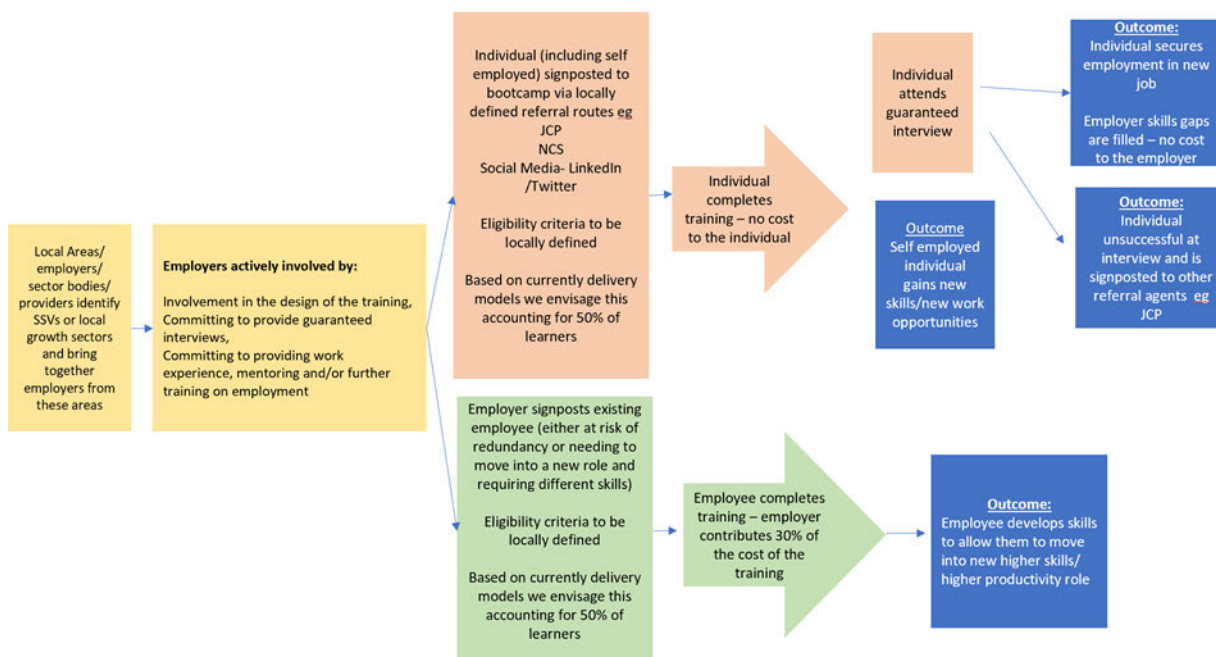 Local Areas/
employers/
sector bodies/
providers identify
SSVs or local
growth sectors
and bring
together
employers from
these areas
Employers actively involved by:
Involvement in the design of the training,
Committing to provide guaranteed
interviews,
Committing to providing work
experience, mentoring and/or further
training on employment
Individual (including self
employed) signposted to
bootcamp via locally
defined referral routes eg
JCP
NCS
Social Media- LinkedIn
/Twitter
Eligibility criteria to be
locally defined
Based on currently delivery
models we envisage this
accounting for 50% of
learners
Individual
completes
training – no cost
to the individual
Individual
attends
guaranteed
interview
Outcome:
Individual secures
employment in new
job
Employer skills gaps
are filled – no cost
to the employer
Outcome
Self employed
individual
gains new
skills/new work
opportunities
Outcome:
Individual
unsuccessful at
interview and is
signposted to other
referral agents eg
JCP
Employer signposts existing
employee (either at risk of
redundancy or needing to
move into a new role and
requiring different skills)
Eligibility criteria to be
locally defined
Based on currently delivery
models we envisage this
accounting for 50% of
learners
Employee completes
training – employer
contributes 30% of
the cost of the
training
Outcome:
Employee develops skills
to allow them to move
into new higher skills/
higher productivity role